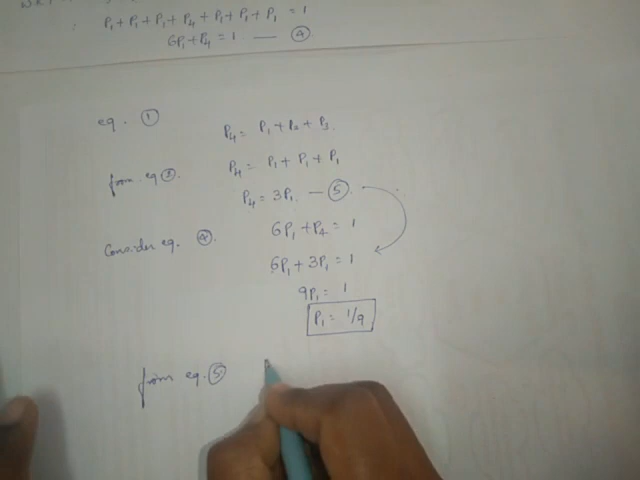 P₁ + P₁ + P₁ + P₄ + P₁ + P₁ + P₁ = 1
6P₁ + P₄ = 1 — ④
eq. ①
P₄ = P₁ + P₂ + P₃.
from eq ③.
P₄ = P₁ + P₁ + P₁
P₄ = 3P₁. — ⑤.
Consider eq. ④.
6P₁ + P₄ = 1
6P₁ + 3P₁ = 1
9P₁ = 1
P₁ = 1/9
from eq. ⑤